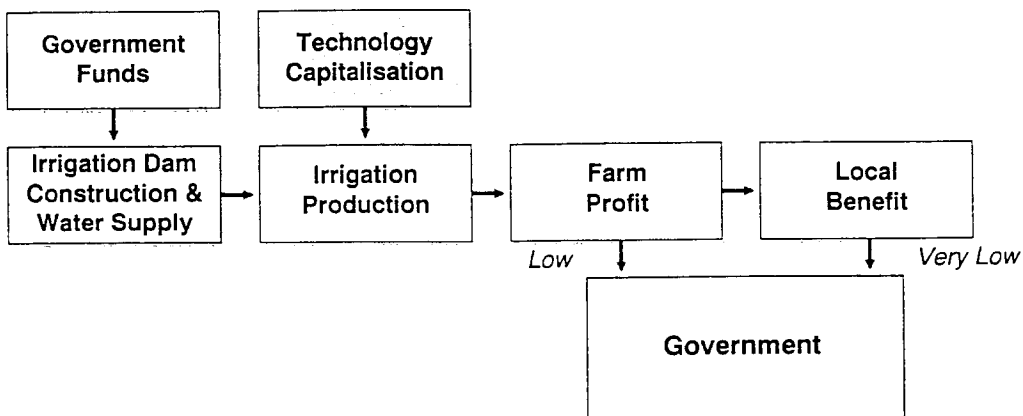 Government
Funds
Technology
Capitalisation
Irrigation Dam
Construction &
Water Supply
Irrigation
Production
Farm
Profit
Local
Benefit
Low
Very Low
Government